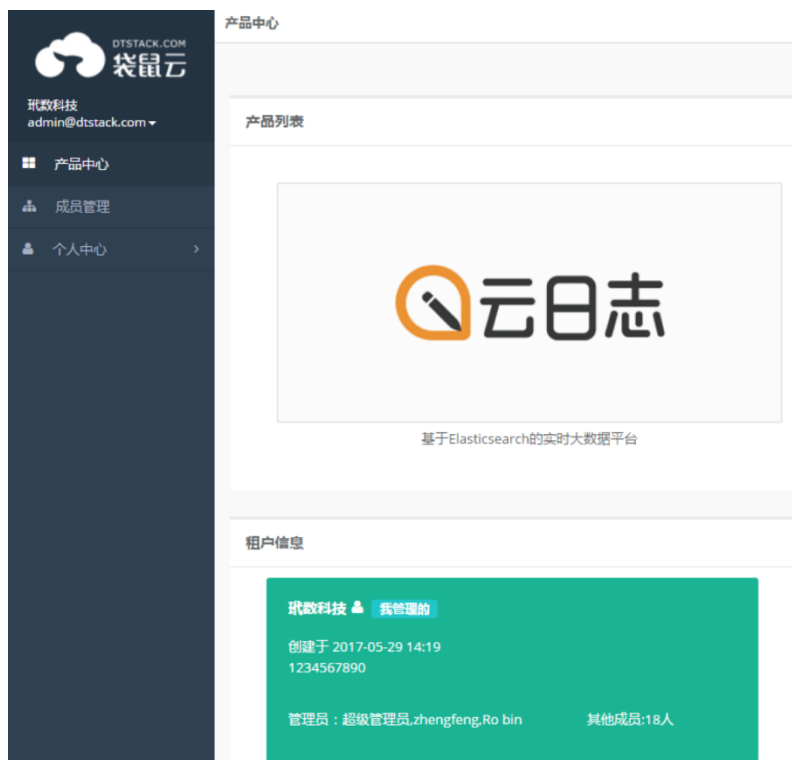 DTSTACK.COM
袋鼠云
玳数科技
admin@dtstack.com
产品中心
成员管理
个人中心
产品中心
产品列表
云日志
基于Elasticsearch的实时大数据平台
租户信息
玳数科技 我管理的
创建于 2017-05-29 14:19
1234567890
管理员：超级管理员,zhengfeng,Ro bin 其他成员:18人